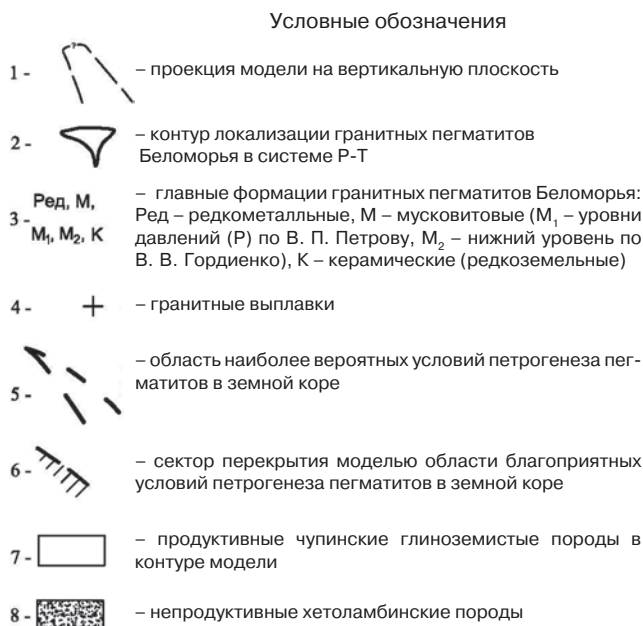 Условные обозначения
1 - – проекция модели на вертикальную плоскость
2 - – контур локализации гранитных пегматитов
Беломорья в системе Р-Т
– главные формации гранитных пегматитов Беломорья:
3 - Ред, М, Ред – редкометалльные, М – мусковитовые (М₁ – уровни
М₁, М₂, К давлений (Р) по В. П. Петрову, М₂ – нижний уровень по
В. В. Гордиенко), К – керамические (редкоземельные)
4 - + – гранитные выплавки
5 - – область наиболее вероятных условий петрогенеза пег-
матитов в земной коре
6 - – сектор перекрытия моделью области благоприятных
условий петрогенеза пегматитов в земной коре
7 - – продуктивные чупинские глиноземистые породы в
контуре модели
8 - – непродуктивные хетоламбинские породы